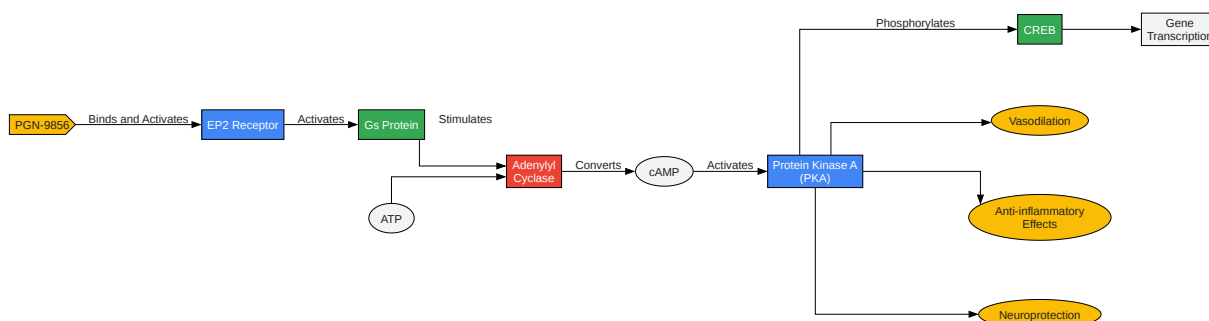 Phosphorylates
CREB
Gene
Transcription
PGN-9856
Binds and Activates
EP2 Receptor
Activates
Gs Protein
Stimulates
Vasodilation
Adenylyl
Cyclase
Converts
cAMP
Activates
Protein Kinase A
(PKA)
ATP
Anti-inflammatory
Effects
Neuroprotection